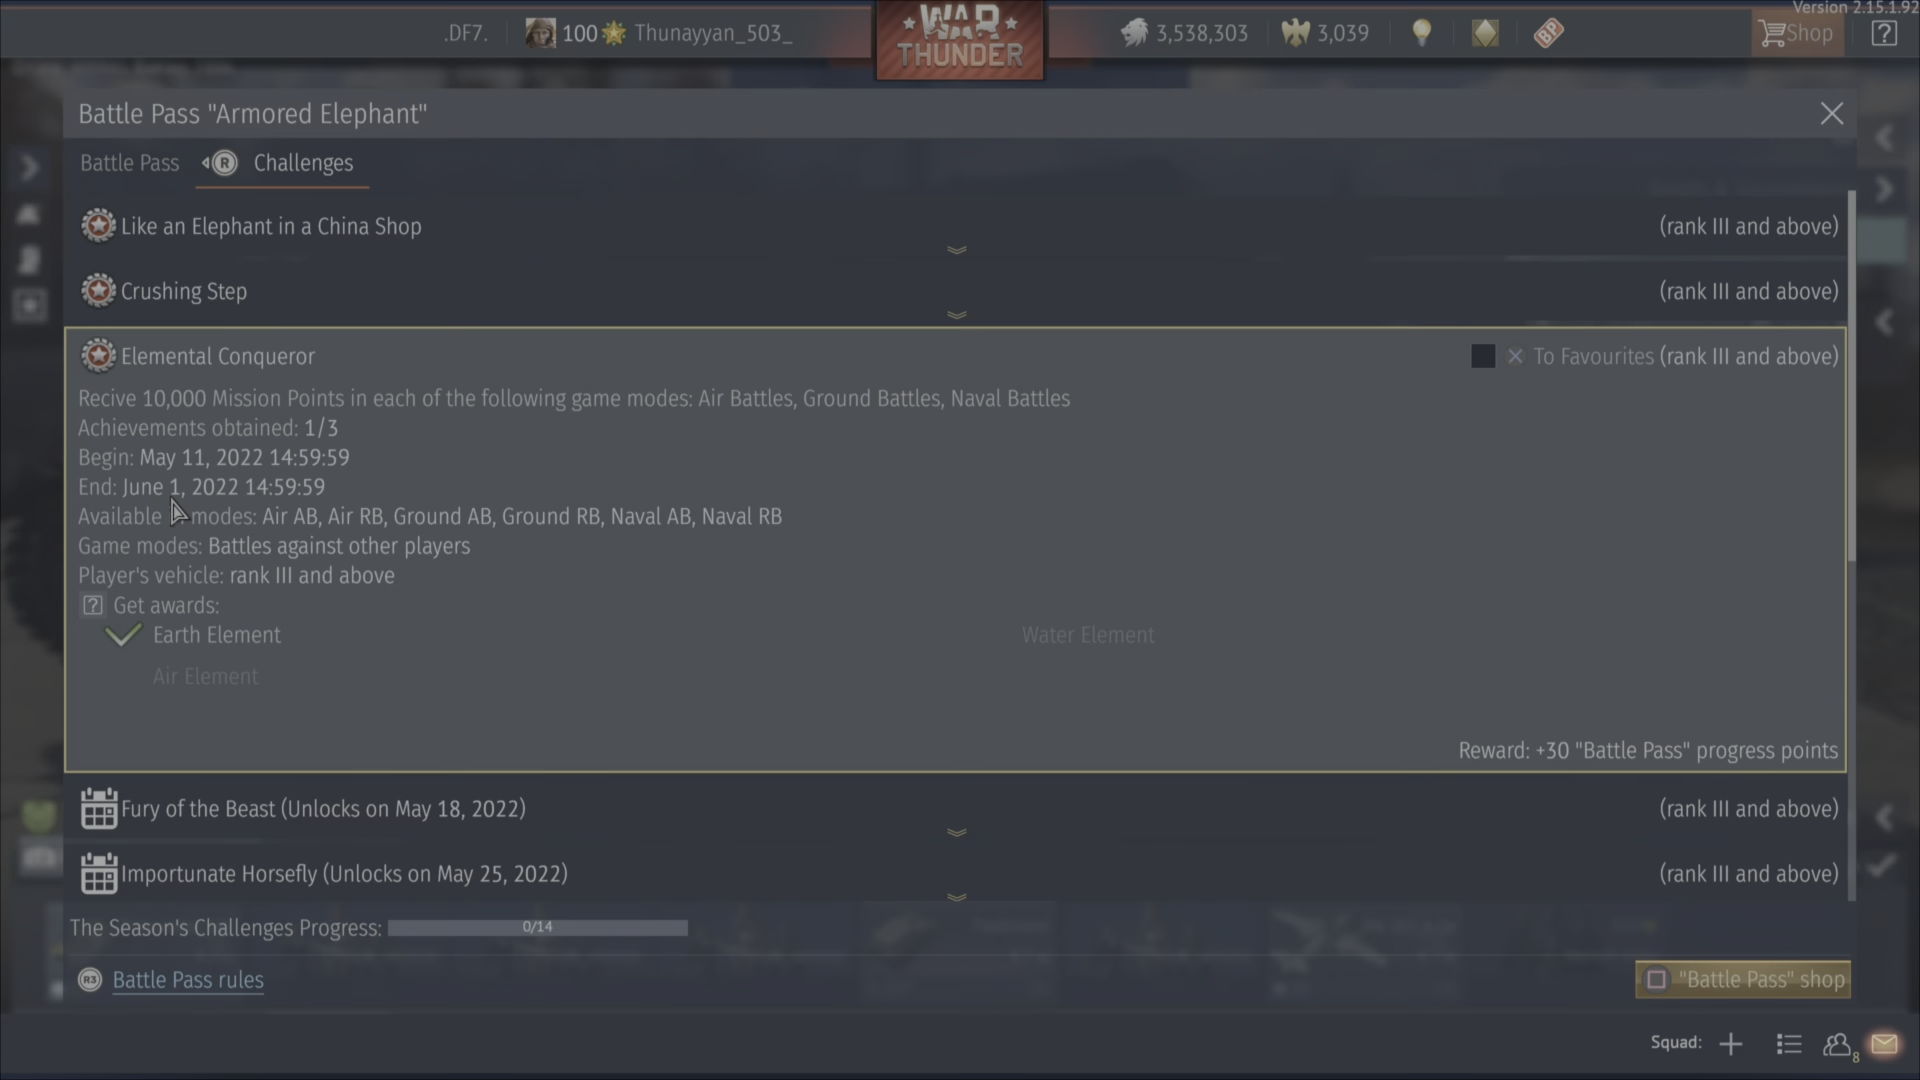 Version 2.15.1.92
.DF7. 100 Thunayyan_503_
WAR THUNDER
3,538,303 3,039 BP Shop ?
Battle Pass "Armored Elephant"
Battle Pass R Challenges
Like an Elephant in a China Shop (rank III and above)
Crushing Step (rank III and above)
Elemental Conqueror To Favourites (rank III and above)
Recive 10,000 Mission Points in each of the following game modes: Air Battles, Ground Battles, Naval Battles
Achievements obtained: 1/3
Begin: May 11, 2022 14:59:59
End: June 1, 2022 14:59:59
Available modes: Air AB, Air RB, Ground AB, Ground RB, Naval AB, Naval RB
Game modes: Battles against other players
Player's vehicle: rank III and above
? Get awards:
Earth Element Water Element
Air Element
Reward: +30 "Battle Pass" progress points
Fury of the Beast (Unlocks on May 18, 2022) (rank III and above)
Importunate Horsefly (Unlocks on May 25, 2022) (rank III and above)
The Season's Challenges Progress: 0/14
R3 Battle Pass rules "Battle Pass" shop
Squad: 8